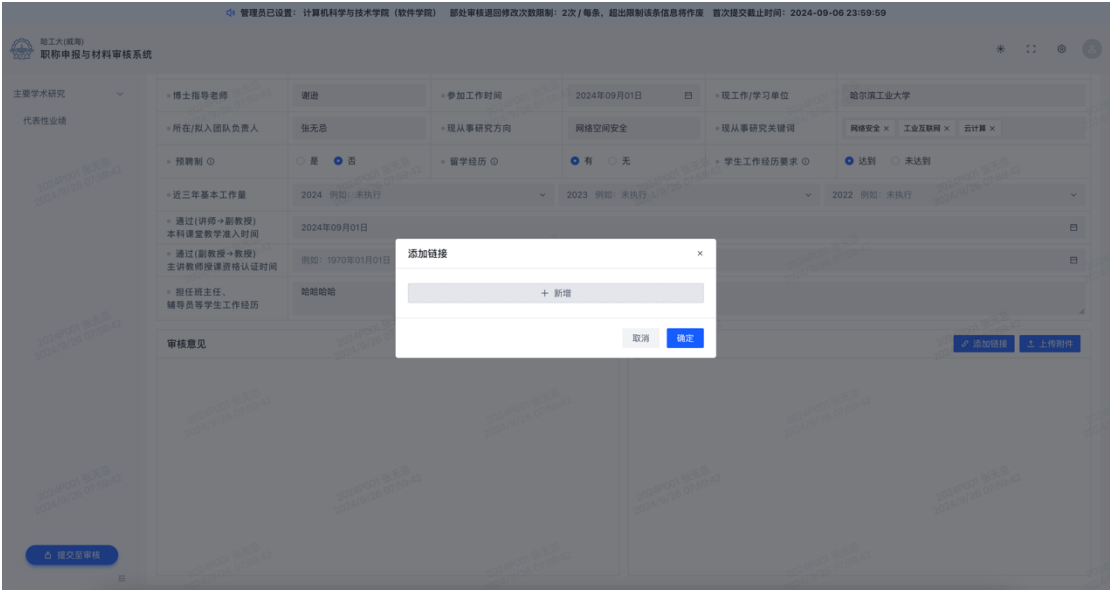 管理员已设置: 计算机科学与技术学院(软件学院) 部处审核退回修改次数限制: 2次/每条, 超出限制该条信息将作废 首次提交截止时间: 2024-09-06 23:59:59
哈工大(威海)
职称申报与材料审核系统
主要学术研究
代表性业绩
博士指导老师 谢逊 参加工作时间 2024年09月01日 现工作/学习单位 哈尔滨工业大学
所在/拟入团队负责人 张无忌 现从事研究方向 网络空间安全 现从事研究关键词 网络安全 × 工业互联网 × 云计算 ×
预聘制 是 否 留学经历 有 无 学生工作经历要求 达到 未达到
近三年基本工作量 2024 例如: 未执行 2023 例如: 未执行 2022 例如: 未执行
通过(讲师→副教授)
本科课堂教学准入时间 2024年09月01日
通过(副教授→教授)
主讲教师授课资格认证时间 例如: 1970年01月01日
担任班主任、
辅导员等学生工作经历 哈哈哈哈
添加链接 ×
+ 新增
取消 确定
审核意见 添加链接 上传附件
提交至审核